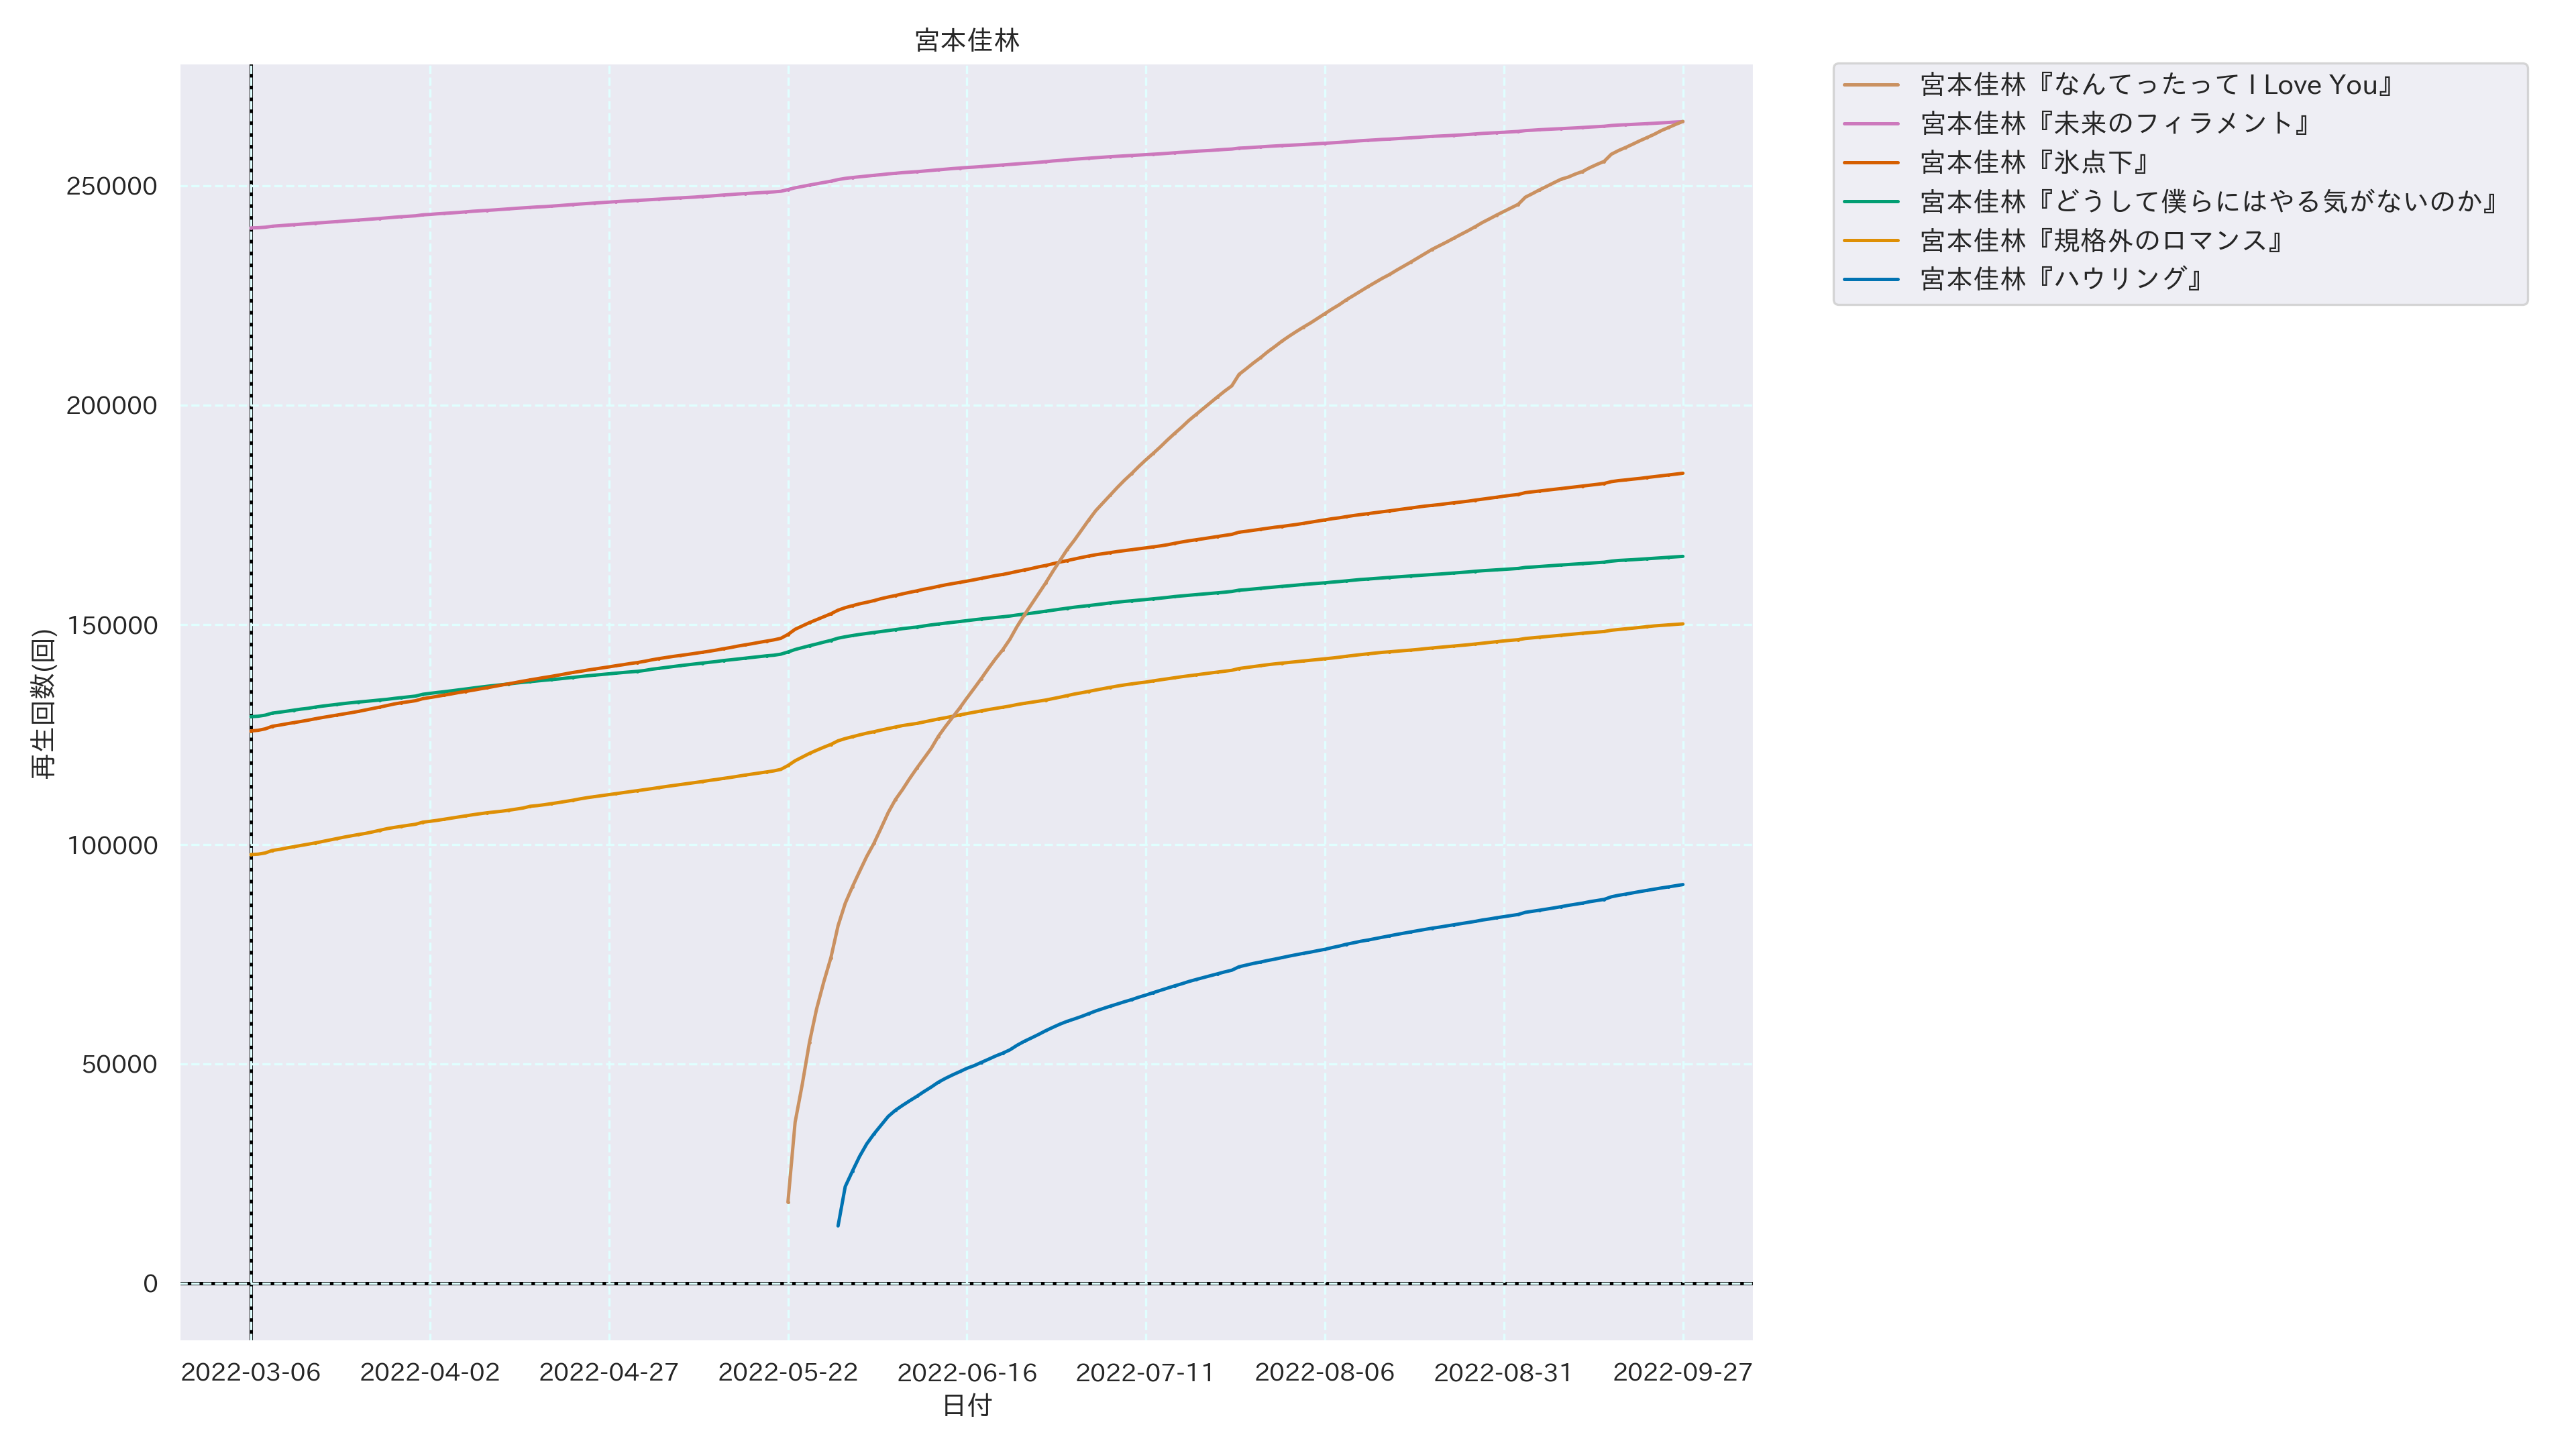 宮本佳林
宮本佳林『なんてったって I Love You』
宮本佳林『未来のフィラメント』
宮本佳林『氷点下』
宮本佳林『どうして僕らにはやる気がないのか』
宮本佳林『規格外のロマンス』
宮本佳林『ハウリング』
250000
200000
150000
100000
50000
0
再生回数(回)
2022-03-06 2022-04-02 2022-04-27 2022-05-22 2022-06-16 2022-07-11 2022-08-06 2022-08-31 2022-09-27
日付